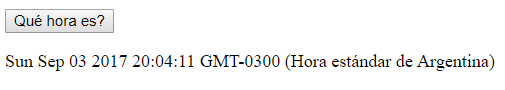 Qué hora es?
Sun Sep 03 2017 20:04:11 GMT-0300 (Hora estándar de Argentina)